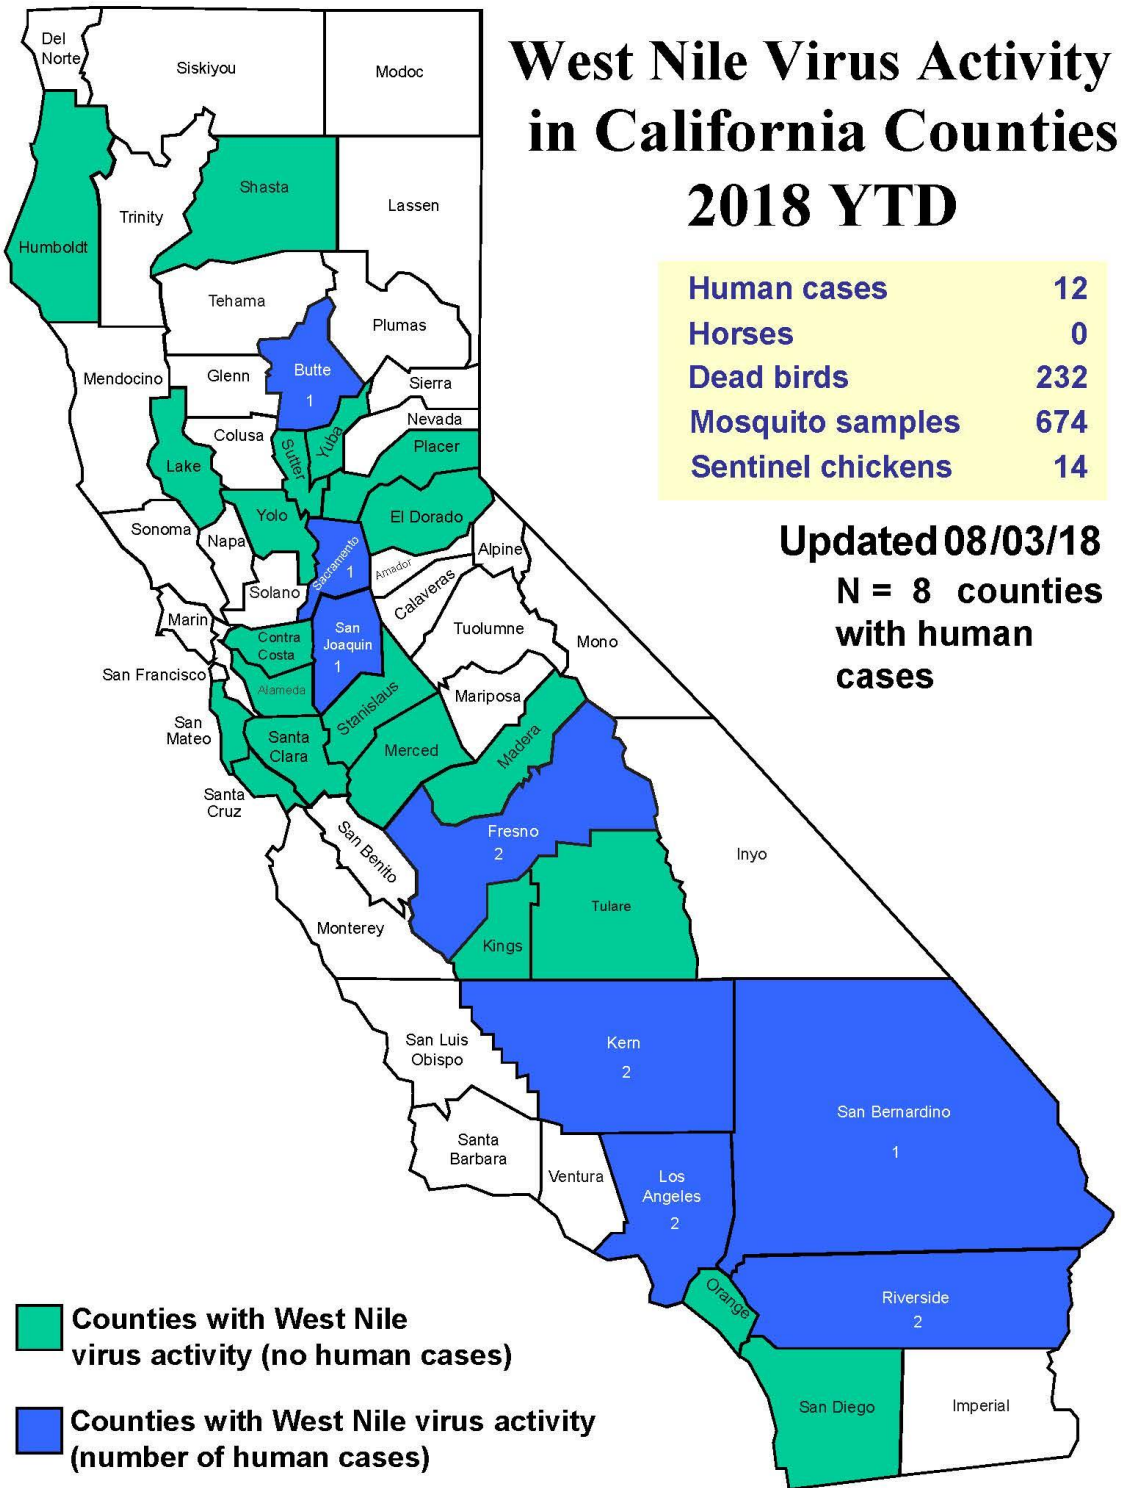 West Nile Virus Activity
in California Counties
2018 YTD
Human cases 12
Horses 0
Dead birds 232
Mosquito samples 674
Sentinel chickens 14
Updated 08/03/18
N = 8 counties
with human
cases
Del
Norte
Siskiyou
Modoc
Shasta
Lassen
Trinity
Humboldt
Tehama
Plumas
Butte
1
Glenn
Mendocino
Sierra
Nevada
Colusa
Yuba
Sutter
Placer
Lake
Yolo
El Dorado
Sonoma
Napa
Sacramento
1
Amador
Alpine
Solano
Calaveras
Marin
Contra
Costa
San
Joaquin
1
Tuolumne
Mono
San Francisco
Alameda
Stanislaus
Mariposa
San
Mateo
Santa
Clara
Merced
Madera
Santa
Cruz
San Benito
Fresno
2
Inyo
Tulare
Monterey
Kings
San Luis
Obispo
Kern
2
San Bernardino
1
Santa
Barbara
Ventura
Los
Angeles
2
Orange
Riverside
2
San Diego
Imperial
Counties with West Nile
virus activity (no human cases)
Counties with West Nile virus activity
(number of human cases)